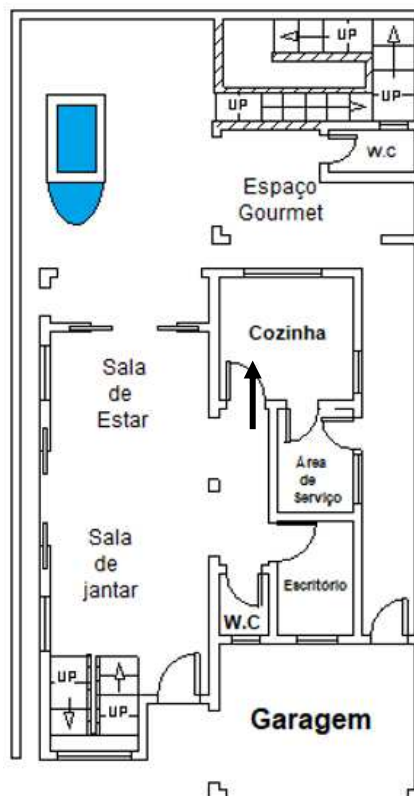 UP
UP
UP
UP
W.C
Espaço
Gourmet
Cozinha
Sala
de
Estar
Área
de
Serviço
Sala
de
jantar
Escritório
W.C
UP
UP
Garagem